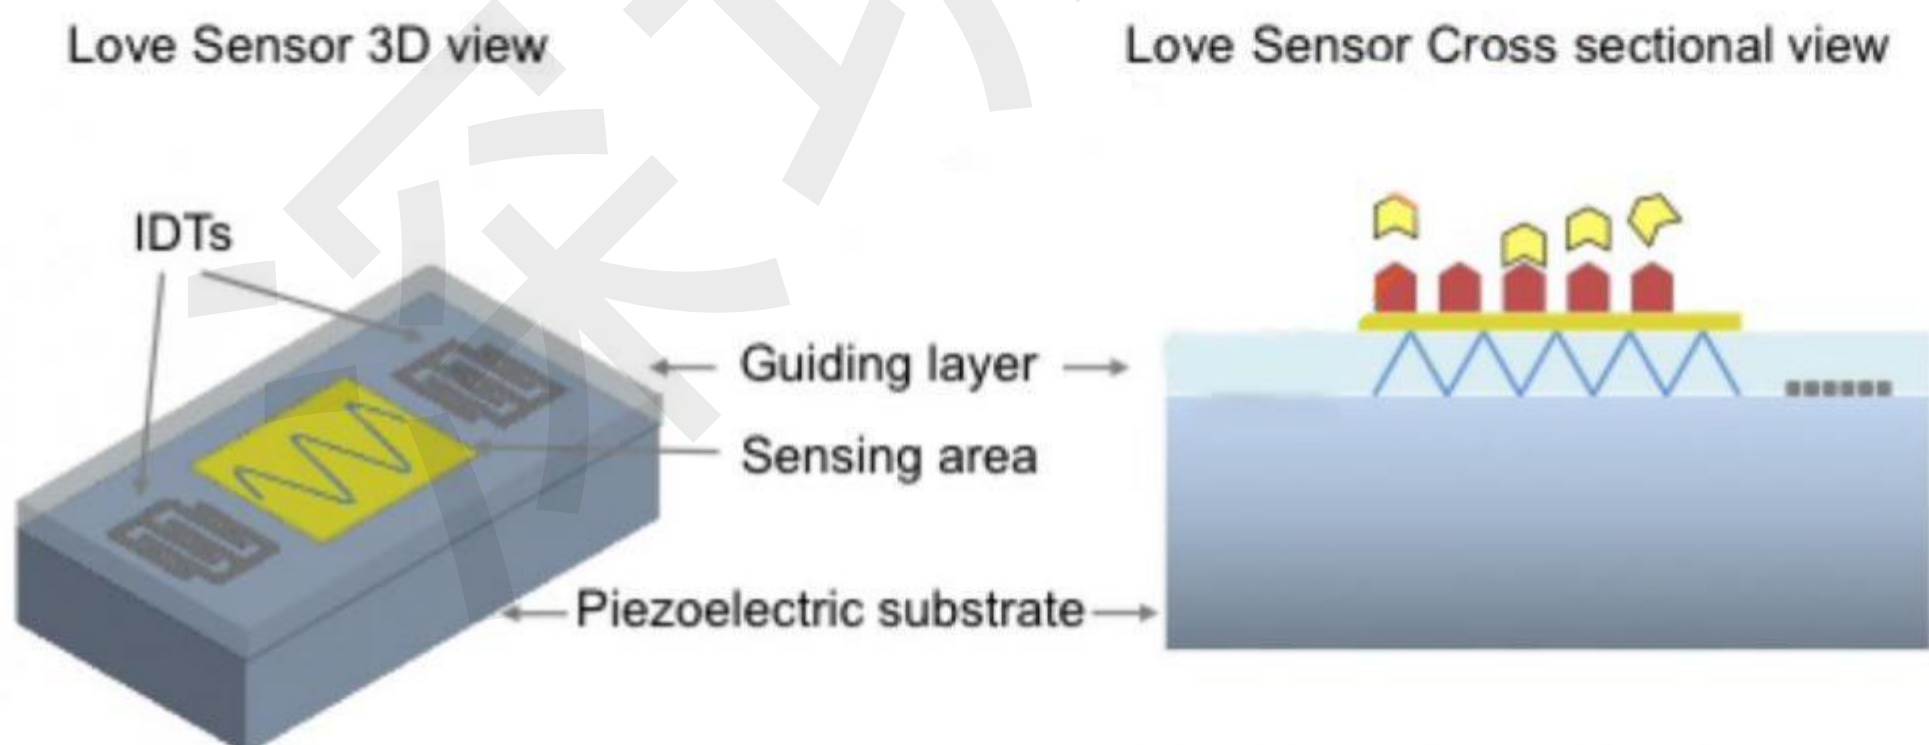 Love Sensor 3D view
Love Sensor Cross sectional view
IDTs
Guiding layer
Sensing area
Piezoelectric substrate